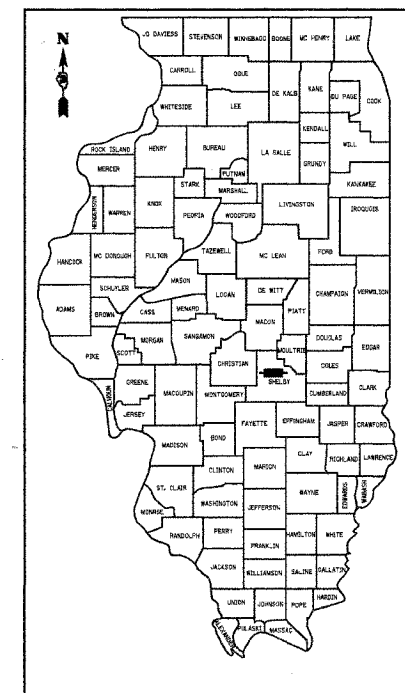 JO DAVIESS STEPHENSON WINNEBAGO BOONE MC HENRY LAKE
N
CARROLL OGLE
DE KALB KANE COOK
DU PAGE
WHITESIDE LEE
KENDALL
WILL
ROCK ISLAND HENRY BUREAU LA SALLE GRUNDY
MERCER PUTNAM
KANKAKEE
STARK MARSHALL
HENDERSON WARREN KNOX LIVINGSTON IROQUOIS
PEORIA WOODFORD
TAZEWELL FORD
HANCOCK MC DONOUGH FULTON MC LEAN
MASON
SCHUYLER LOGAN DE WITT CHAMPAIGN VERMILION
ADAMS BROWN CASS MENARD PIATT
MACON
MORGAN SANGAMON DOUGLAS
PIKE SCOTT MOULTRIE EDGAR
CHRISTIAN COLES
GREENE SHELBY
CALHOUN MACOUPIN MONTGOMERY CUMBERLAND CLARK
JERSEY
FAYETTE EFFINGHAM JASPER CRAWFORD
MADISON BOND
CLAY
MARION RICHLAND LAWRENCE
CLINTON
ST. CLAIR WAYNE EDWARDS WABASH
WASHINGTON
MONROE JEFFERSON
RANDOLPH PERRY HAMILTON WHITE
FRANKLIN
JACKSON WILLIAMSON SALINE GALLATIN
HARDIN
UNION JOHNSON POPE
ALEXANDER PULASKI MASSAC